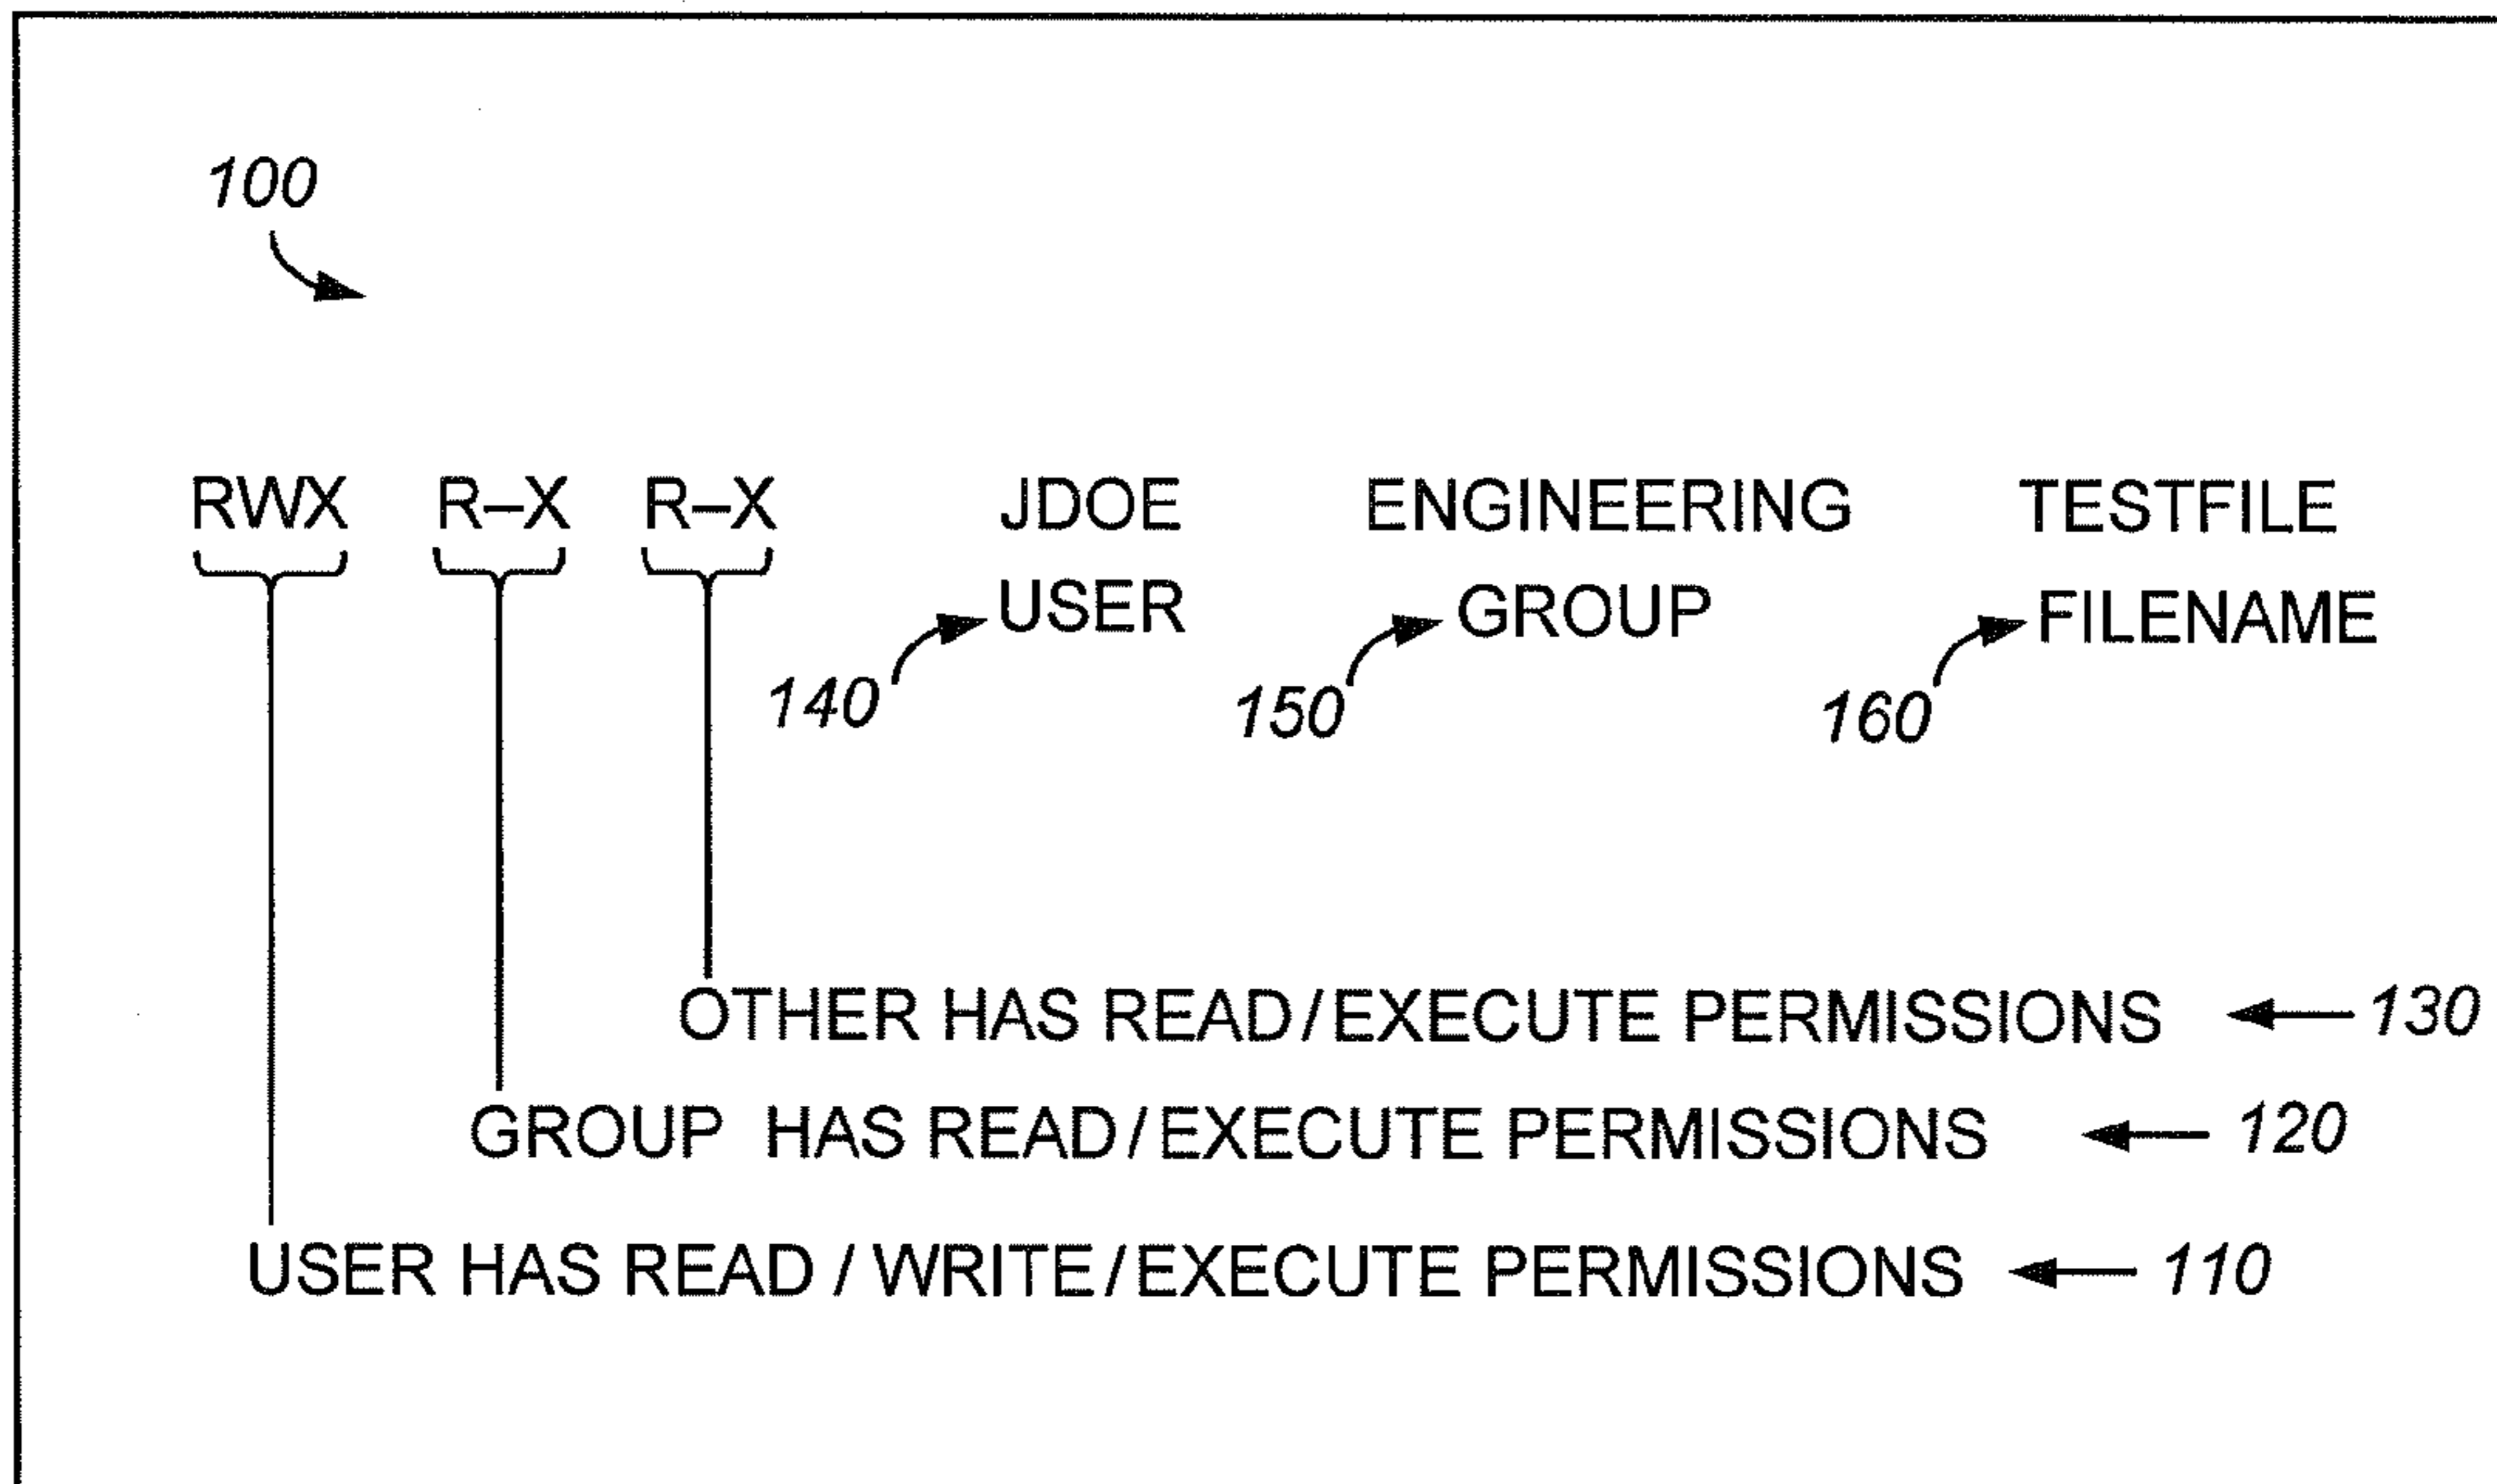 100
RWX R–X R–X JDOE ENGINEERING TESTFILE
USER GROUP FILENAME
140 150 160
OTHER HAS READ/EXECUTE PERMISSIONS 130
GROUP HAS READ/EXECUTE PERMISSIONS 120
USER HAS READ / WRITE/EXECUTE PERMISSIONS 110